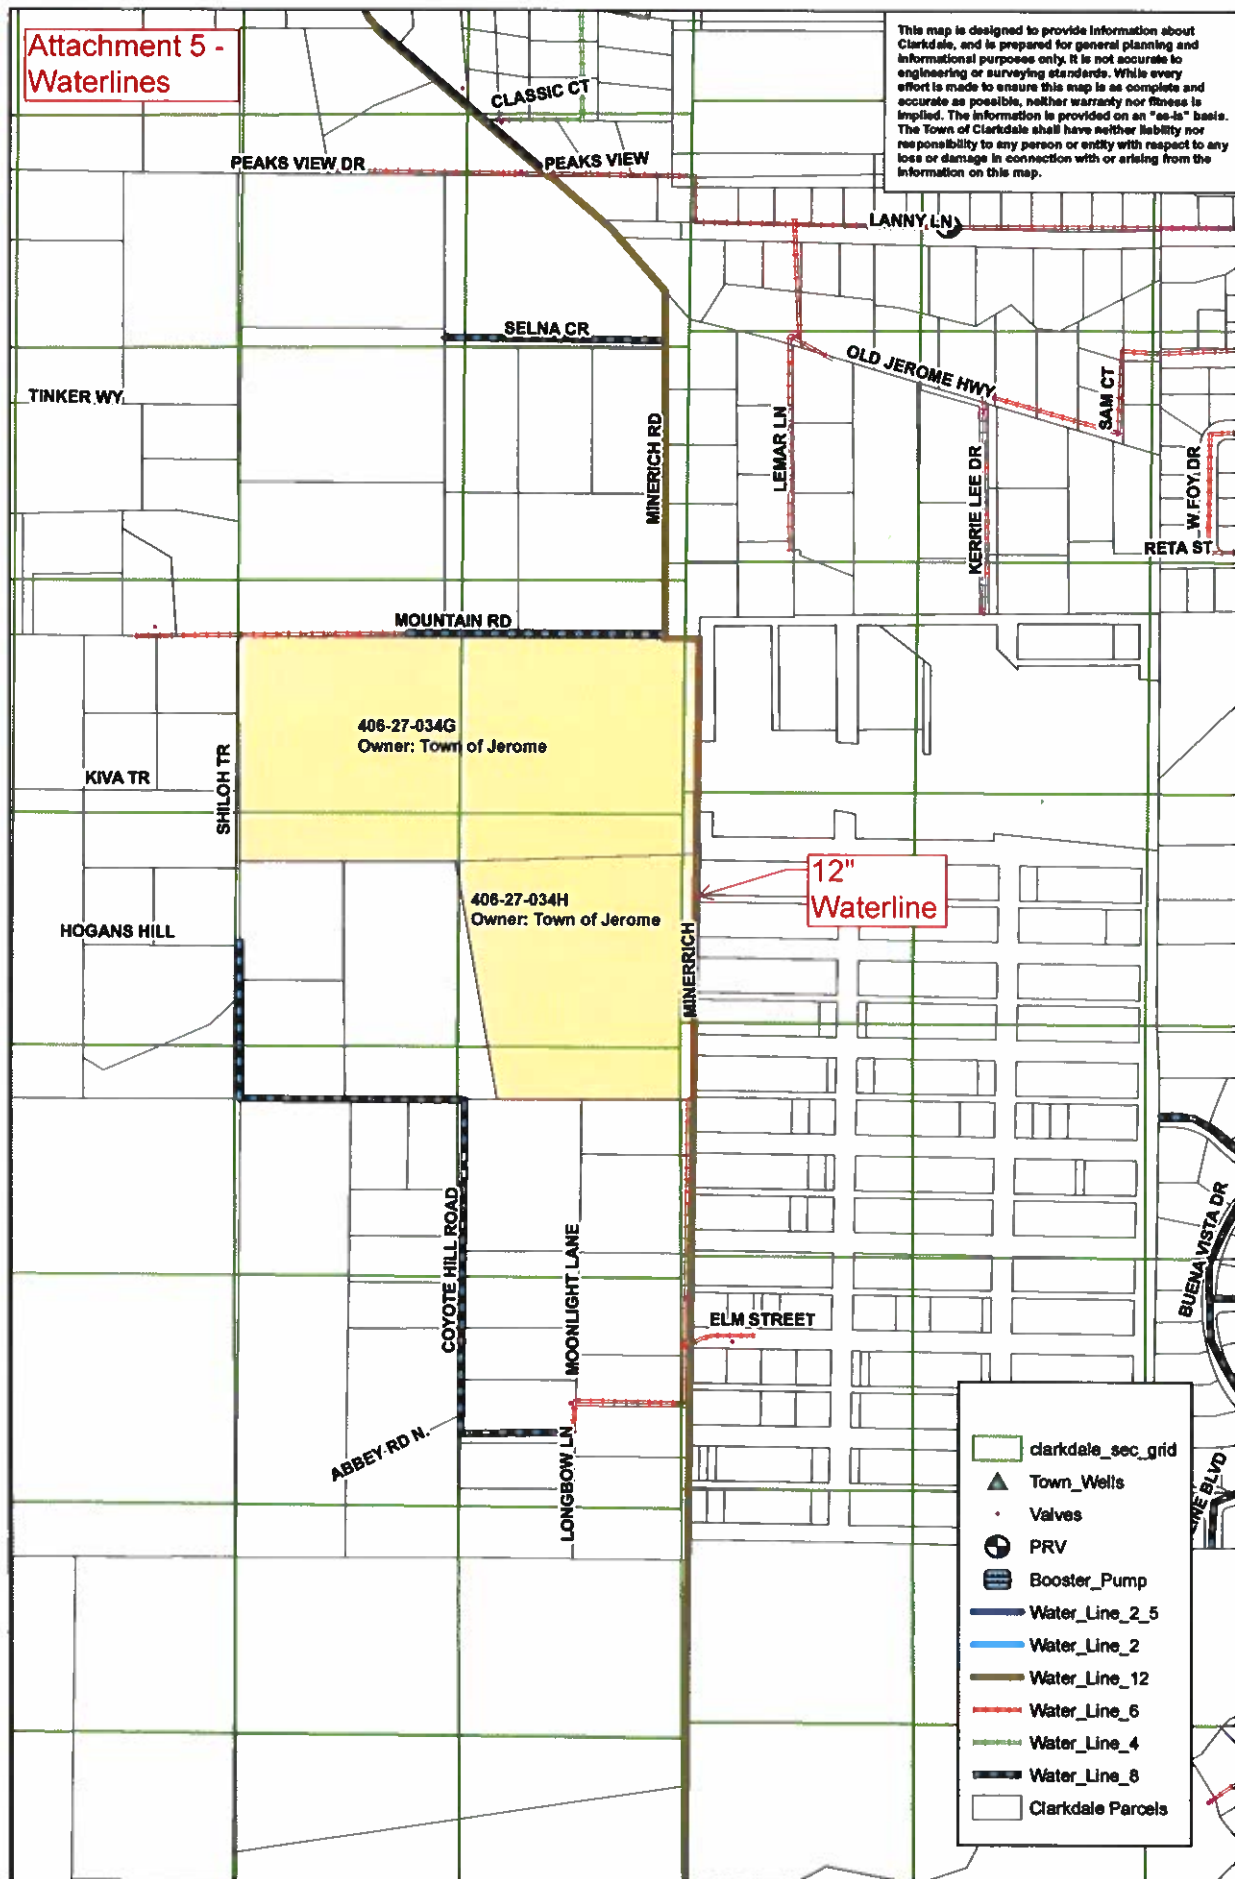 Attachment 5 -
Waterlines
This map is designed to provide information about
Clarkdale, and is prepared for general planning and
informational purposes only. It is not accurate to
engineering or surveying standards. While every
effort is made to ensure this map is as complete and
accurate as possible, neither warranty nor fitness is
implied. The information is provided on an "as-is" basis.
The Town of Clarkdale shall have neither liability nor
responsibility to any person or entity with respect to any
loss or damage in connection with or arising from the
information on this map.
CLASSIC CT
PEAKS VIEW DR
PEAKS VIEW
LANNY LN
SELNA CR
OLD JEROME HWY
TINKER WY
MINERICH RD
LEMAR LN
KERRIE LEE DR
SAM CT
W. FOY DR
RETA ST
MOUNTAIN RD
406-27-034G
Owner: Town of Jerome
KIVA TR
SHILOH TR
12"
Waterline
406-27-034H
Owner: Town of Jerome
HOGANS HILL
MINERRICH
COYOTE HILL ROAD
MOONLIGHT LANE
ELM STREET
BUENA VISTA DR
ABBEY RD N.
LONGBOW LN
BLVD
clarkdale_sec_grid
Town_Wells
Valves
PRV
Booster_Pump
Water_Line_2_5
Water_Line_2
Water_Line_12
Water_Line_6
Water_Line_4
Water_Line_8
Clarkdale Parcels